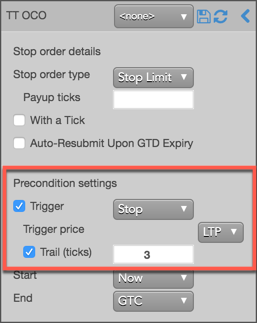 TT OCO <none>
Stop order details
Stop order type Stop Limit
Payup ticks
With a Tick
Auto-Resubmit Upon GTD Expiry
Precondition settings
Trigger Stop
Trigger price LTP
Trail (ticks) 3
Start Now
End GTC